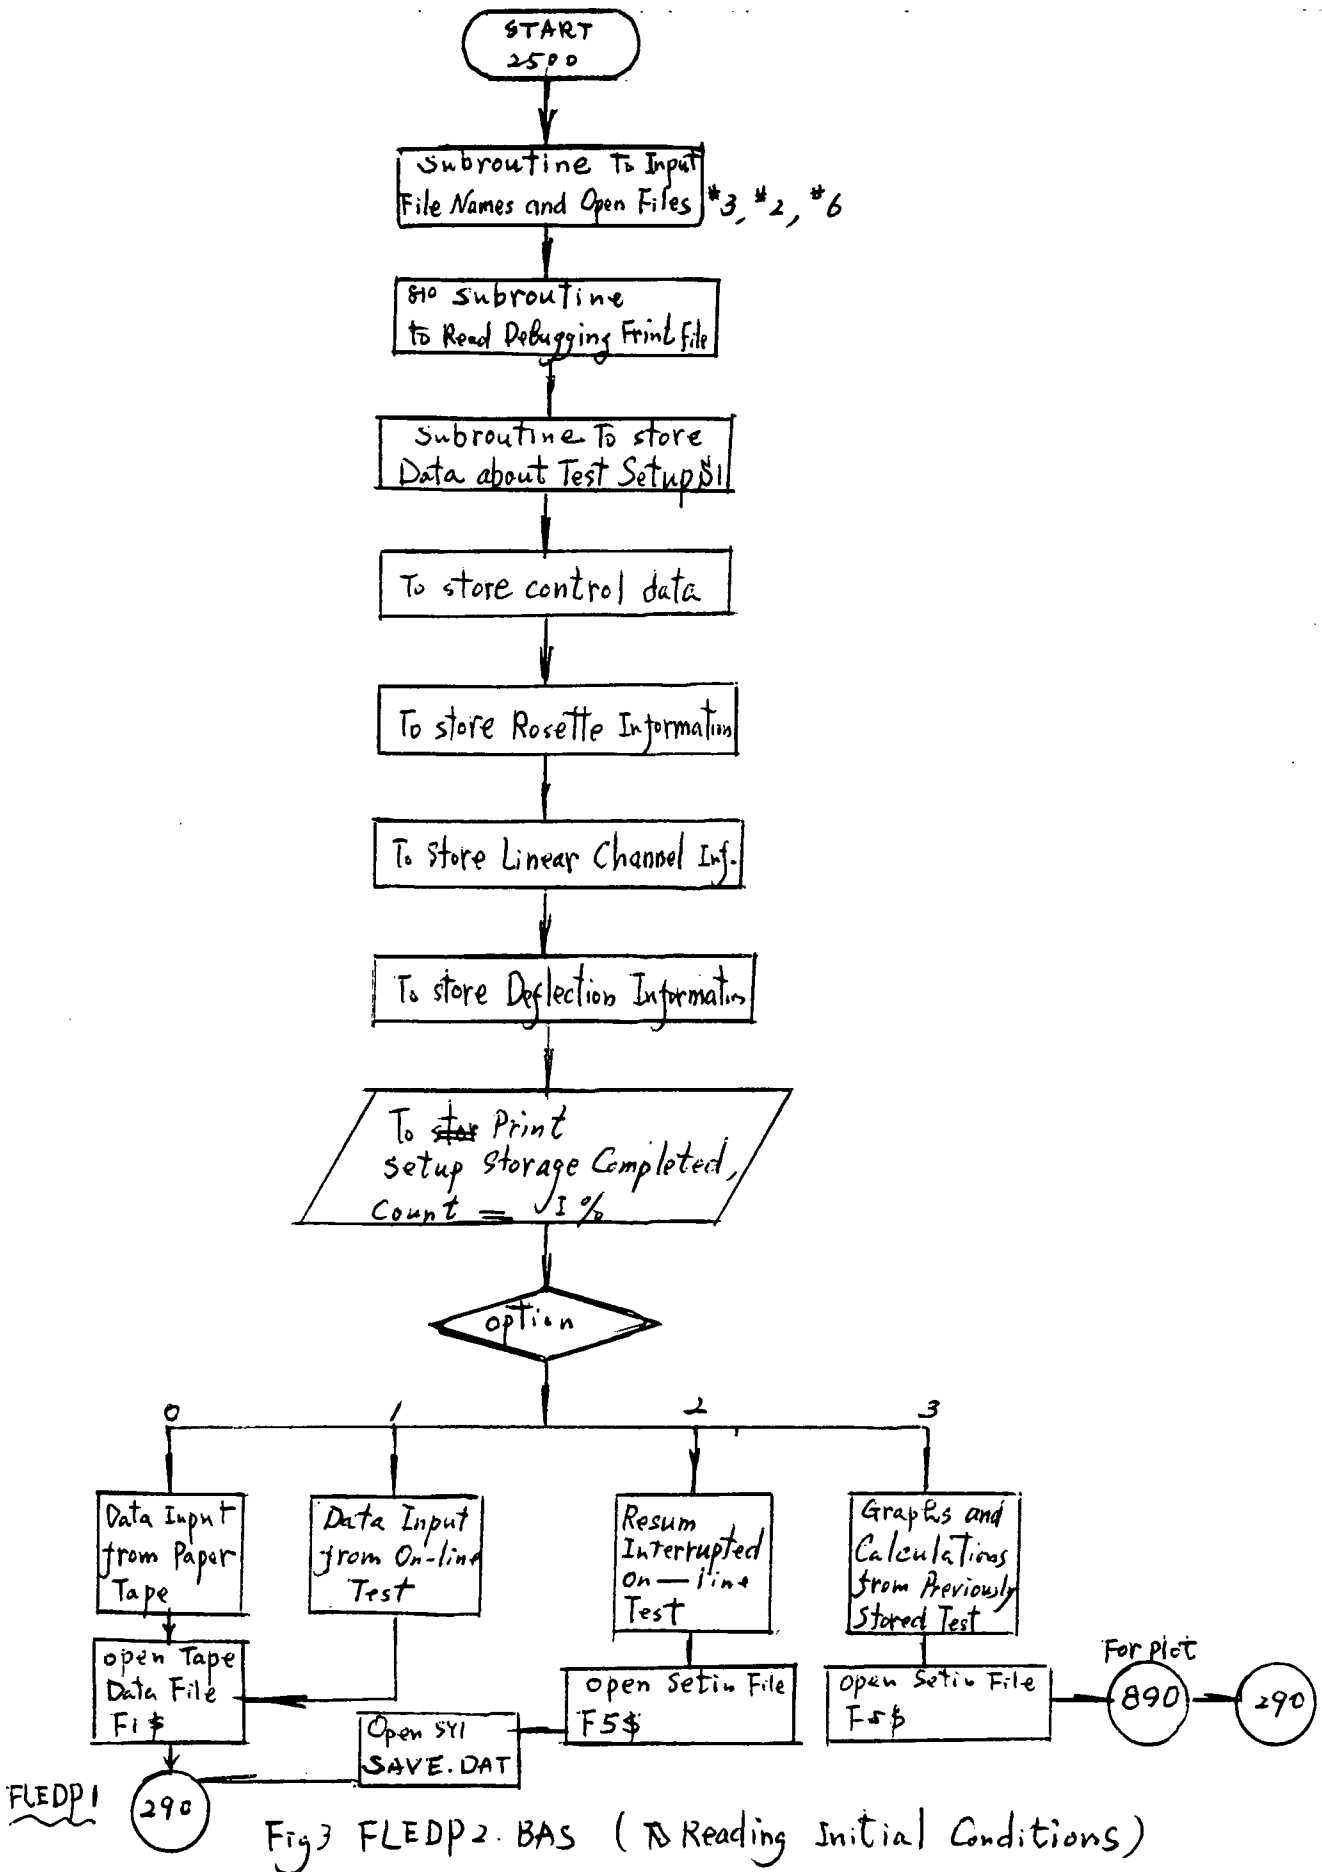 START
2500
Subroutine To Input
File Names and Open Files #3, #2, #6
810 Subroutine
to Read Debugging Print file
Subroutine To store
Data about Test Setup
To store control data
To store Rosette Information
To Store Linear Channel Inf.
To store Deflection Information
To Print
setup Storage Completed,
Count = I%
option
0 1 2 3
Data Input
from Paper
Tape
Data Input
from On-line
Test
Resum
Interrupted
On-line
Test
Graphs and
Calculations
from Previously
Stored Test
open Tape
Data File
F1$
Open SY1
SAVE.DAT
open Setin File
F5$
open Setin File
F5$
For plot
890
290
FLEDP1
290
Fig 3 FLEDP2.BAS (To Reading Initial Conditions)